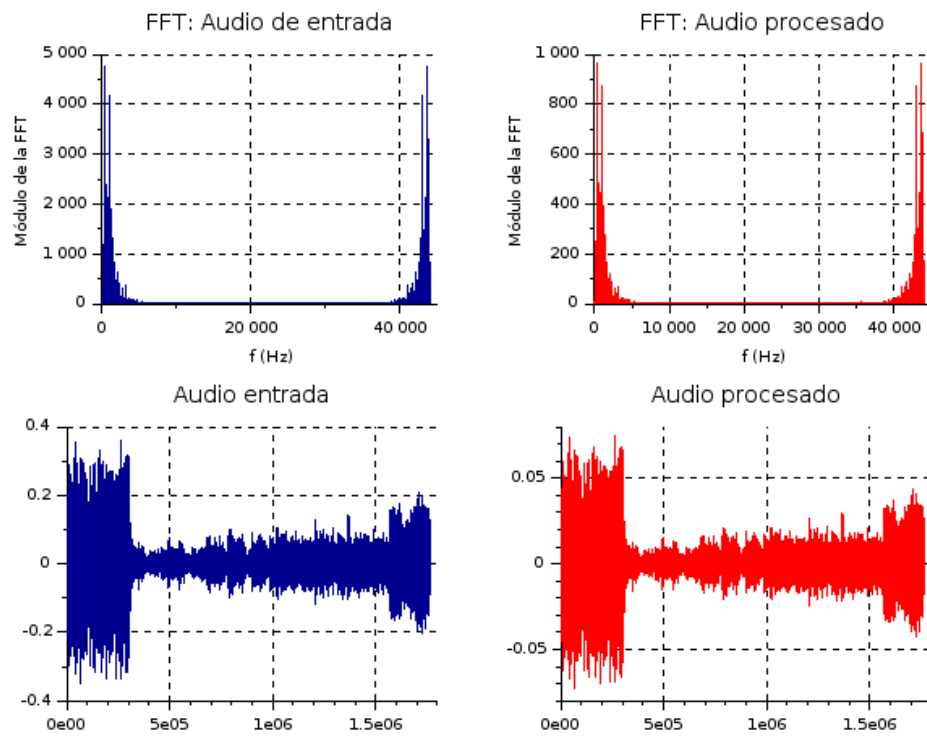 FFT: Audio de entrada
5 000
4 000
3 000
2 000
1 000
0
Módulo de la FFT
0
20 000
40 000
f (Hz)
FFT: Audio procesado
1 000
800
600
400
200
0
Módulo de la FFT
0
10 000
20 000
30 000
40 000
f (Hz)
Audio entrada
0.4
0.2
0
-0.2
-0.4
0e00
5e05
1e06
1.5e06
Audio procesado
0.05
0
-0.05
0e00
5e05
1e06
1.5e06